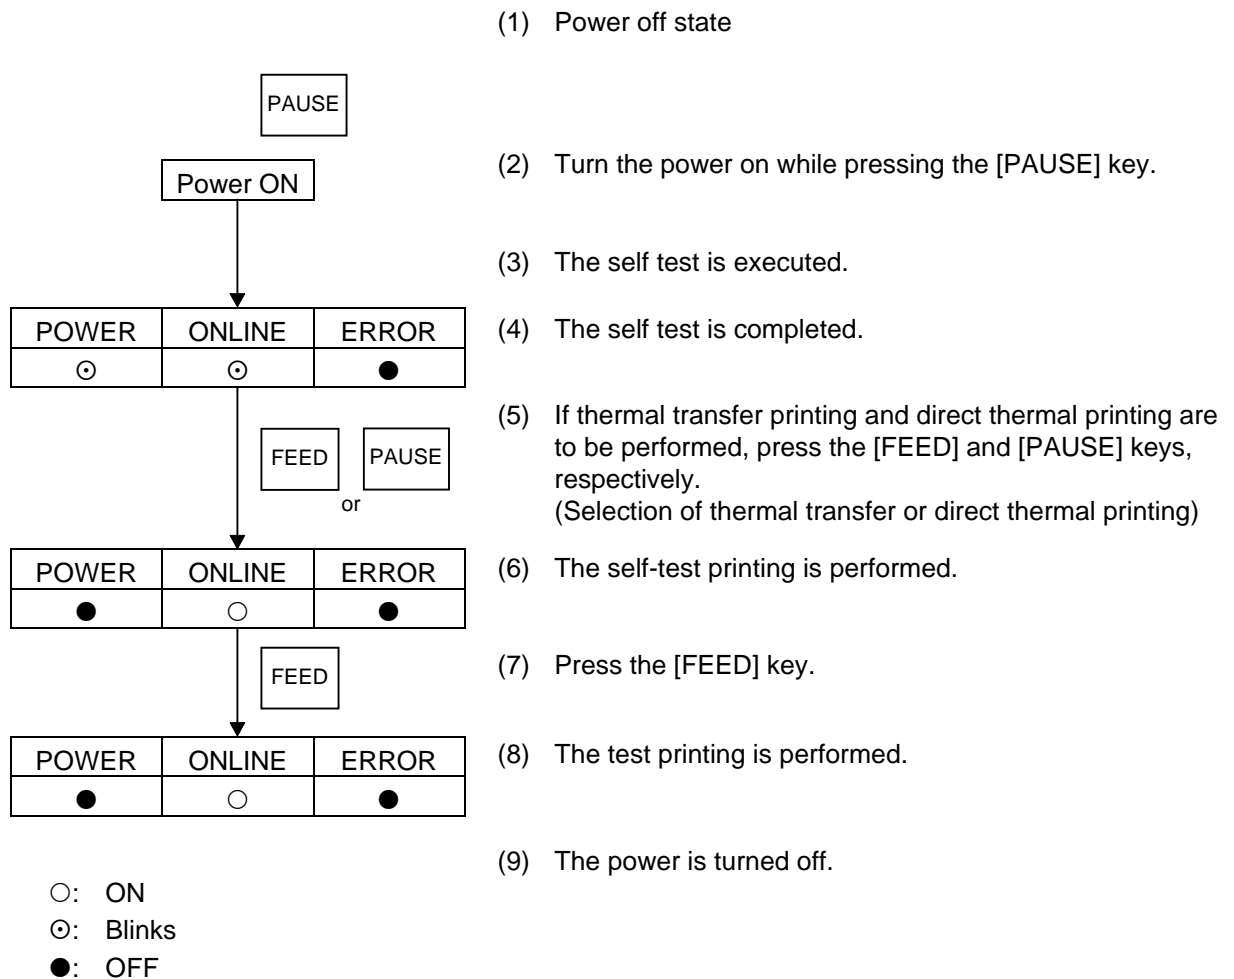 (1) Power off state
PAUSE
Power ON
(2) Turn the power on while pressing the [PAUSE] key.
(3) The self test is executed.
POWER ONLINE ERROR
⊙ ⊙ ●
(4) The self test is completed.
(5) If thermal transfer printing and direct thermal printing are
to be performed, press the [FEED] and [PAUSE] keys,
respectively.
(Selection of thermal transfer or direct thermal printing)
FEED PAUSE
or
POWER ONLINE ERROR
● ○ ●
(6) The self-test printing is performed.
FEED
(7) Press the [FEED] key.
POWER ONLINE ERROR
● ○ ●
(8) The test printing is performed.
(9) The power is turned off.
○: ON
⊙: Blinks
●: OFF